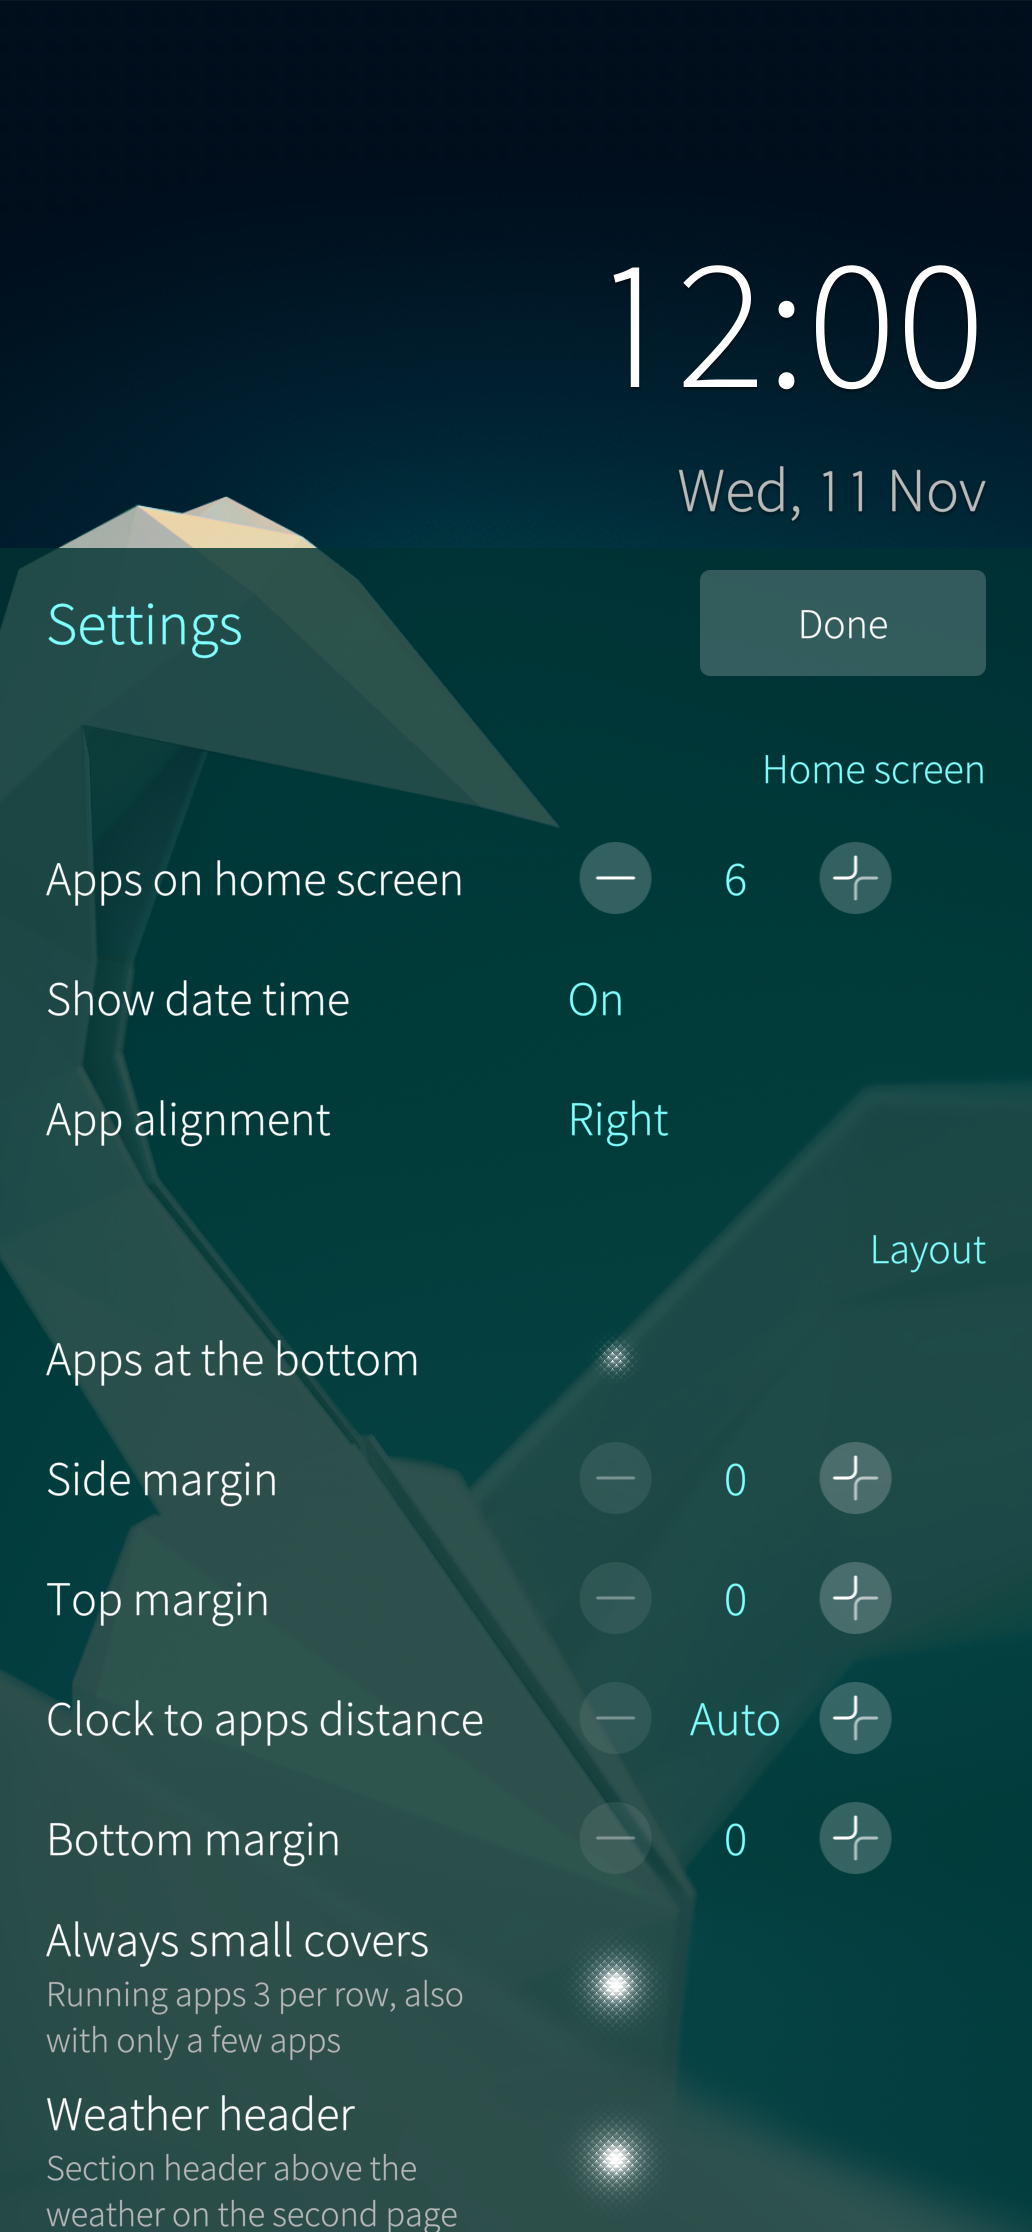 12:00
Wed, 11 Nov
Settings
Done
Home screen
Apps on home screen
6
Show date time
On
App alignment
Right
Layout
Apps at the bottom
Side margin
0
Top margin
0
Clock to apps distance
Auto
Bottom margin
0
Always small covers
Running apps 3 per row, also
with only a few apps
Weather header
Section header above the
weather on the second page